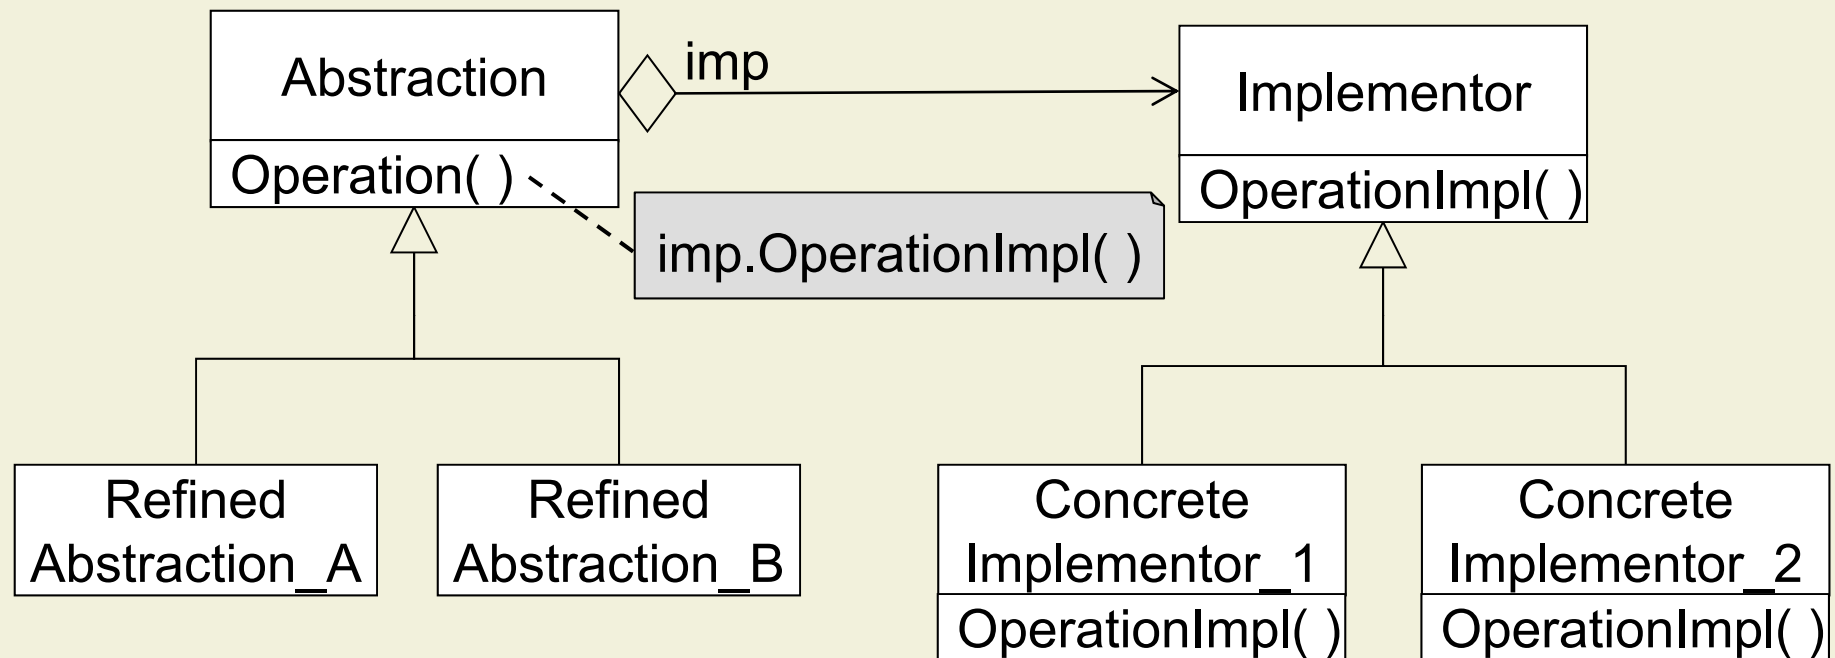 Abstraction
Operation( )
imp
Implementor
OperationImpl( )
imp.OperationImpl( )
Refined
Abstraction_A
Refined
Abstraction_B
Concrete
Implementor_1
OperationImpl( )
Concrete
Implementor_2
OperationImpl( )